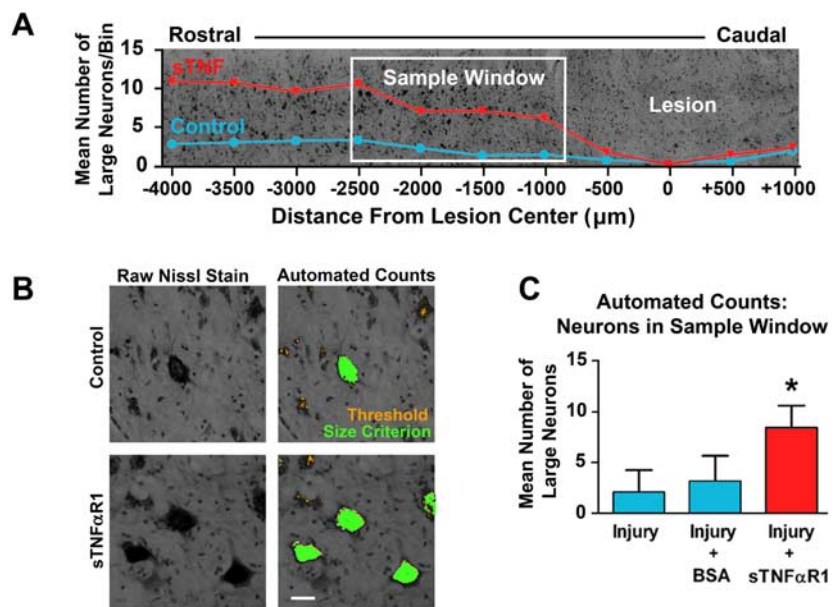 A
Rostral
Caudal
Mean Number of
Large Neurons/Bin
15
10
5
0
sTNF
Control
Sample Window
Lesion
-4000 -3500 -3000 -2500 -2000 -1500 -1000 -500 0 +500 +1000
Distance From Lesion Center (µm)
B
Raw Nissl Stain
Automated Counts
Control
Threshold
Size Criterion
sTNFαR1
C
Automated Counts:
Neurons in Sample Window
Mean Number of
Large Neurons
15
10
5
0
*
Injury
Injury
+
BSA
Injury
+
sTNFαR1